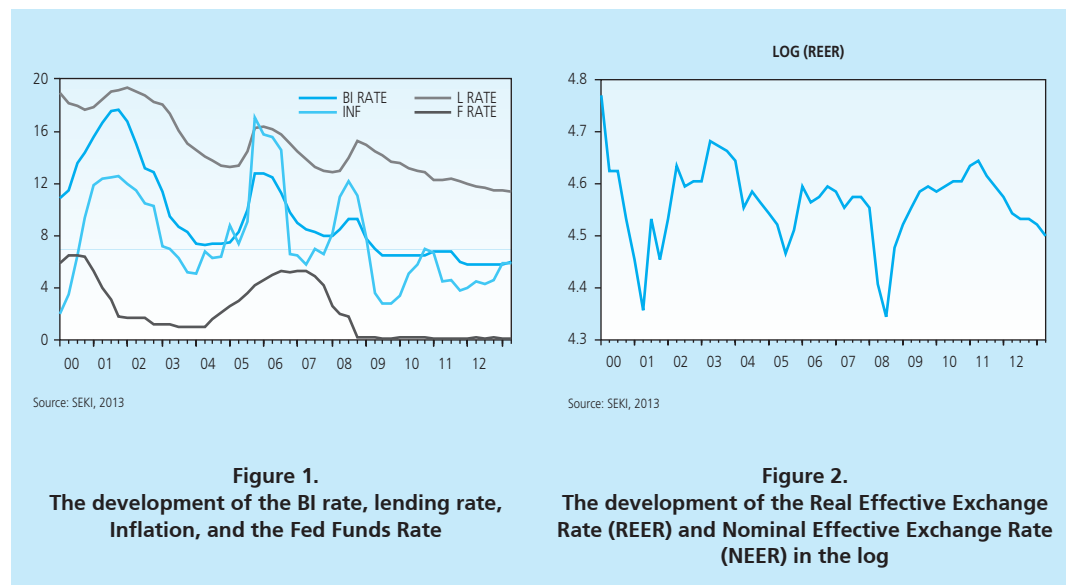 20
16
12
8
4
0
BI RATE
INF
L RATE
F RATE
00 01 02 03 04 05 06 07 08 09 10 11 12
Source: SEKI, 2013
Figure 1.
The development of the BI rate, lending rate,
Inflation, and the Fed Funds Rate
LOG (REER)
4.8
4.7
4.6
4.5
4.4
4.3
00 01 02 03 04 05 06 07 08 09 10 11 12
Source: SEKI, 2013
Figure 2.
The development of the Real Effective Exchange
Rate (REER) and Nominal Effective Exchange Rate
(NEER) in the log